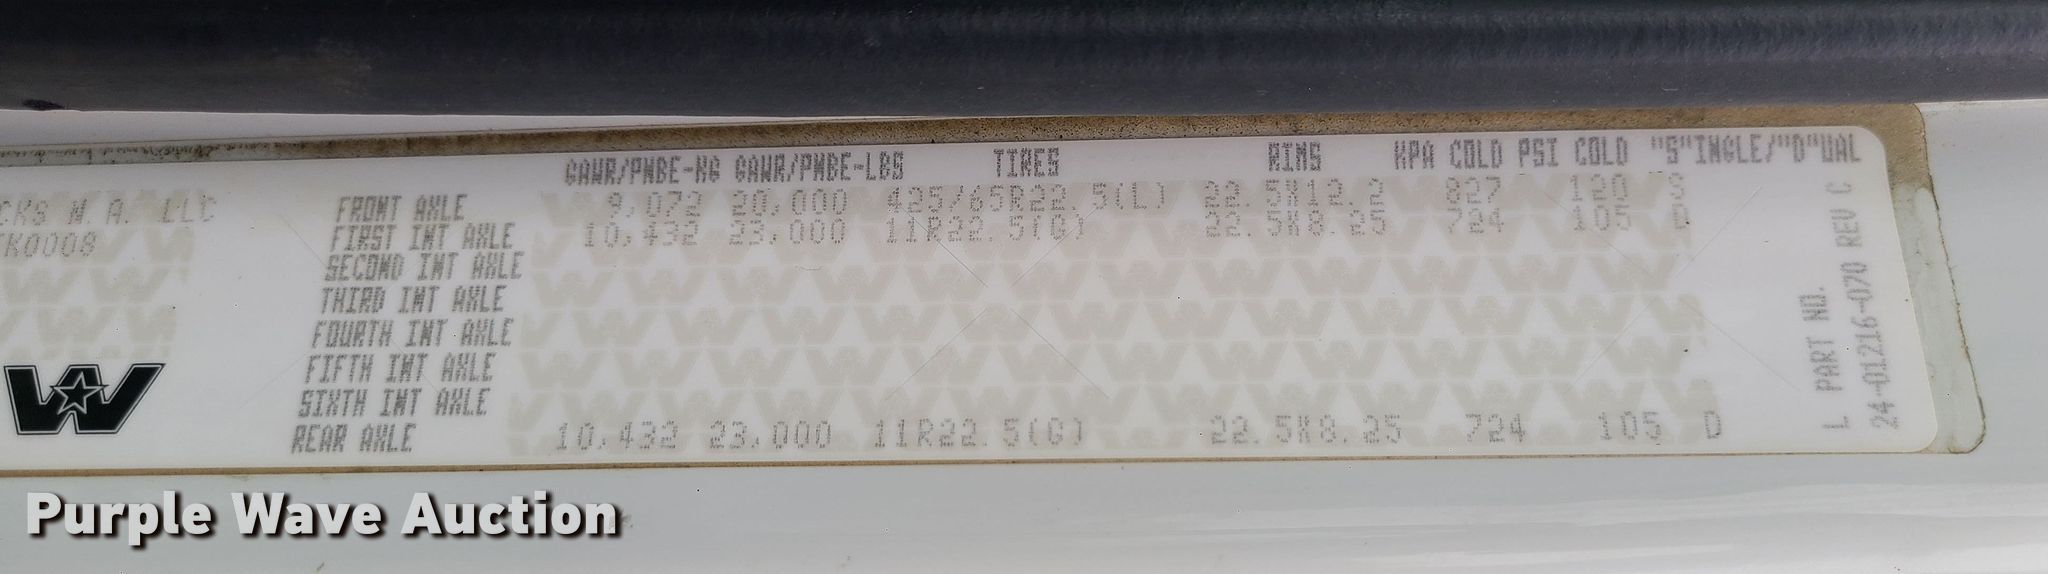 GAWR/PNBE-KG GAWR/PNBE-LBS TIRES RIMS KPA COLD PSI COLD "S"INGLE/"D"UAL
CKS N.A. LLC
K0008
FRONT AXLE 9,072 20,000 425/65R22.5(L) 22.5X12.2 827 120 S
FIRST INT AXLE 10,432 23,000 11R22.5(G) 22.5X8.25 724 105 D
SECOND INT AXLE
THIRD INT AXLE
FOURTH INT AXLE
FIFTH INT AXLE
SIXTH INT AXLE
REAR AXLE 10,432 23,000 11R22.5(G) 22.5X8.25 724 105 D
L PART NO.
24-01216-070 REV C
W
Purple Wave Auction